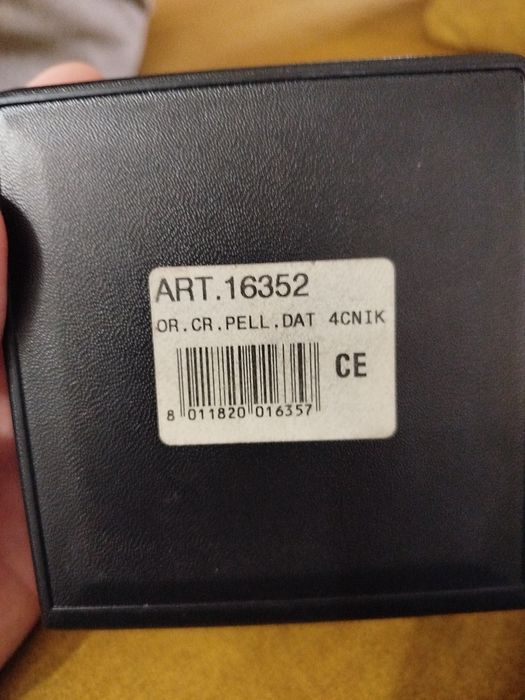 ART.16352
OR.CR.PELL.DAT 4CNIK
CE
8 011820 016357